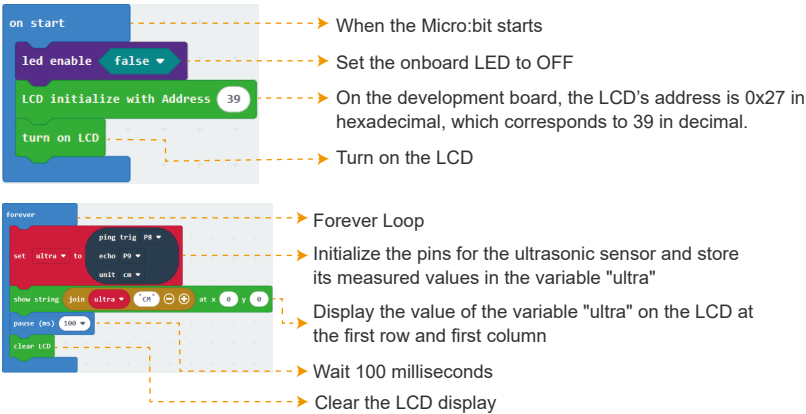 on start
When the Micro:bit starts
led enable false
Set the onboard LED to OFF
LCD initialize with Address 39
On the development board, the LCD's address is 0x27 in
hexadecimal, which corresponds to 39 in decimal.
turn on LCD
Turn on the LCD
forever
Forever Loop
ping trig P8
set ultra to
echo P9
unit cm
Initialize the pins for the ultrasonic sensor and store
its measured values in the variable "ultra"
show string join ultra "CM" at x 0 y 0
Display the value of the variable "ultra" on the LCD at
the first row and first column
pause (ms) 100
Wait 100 milliseconds
clear LCD
Clear the LCD display